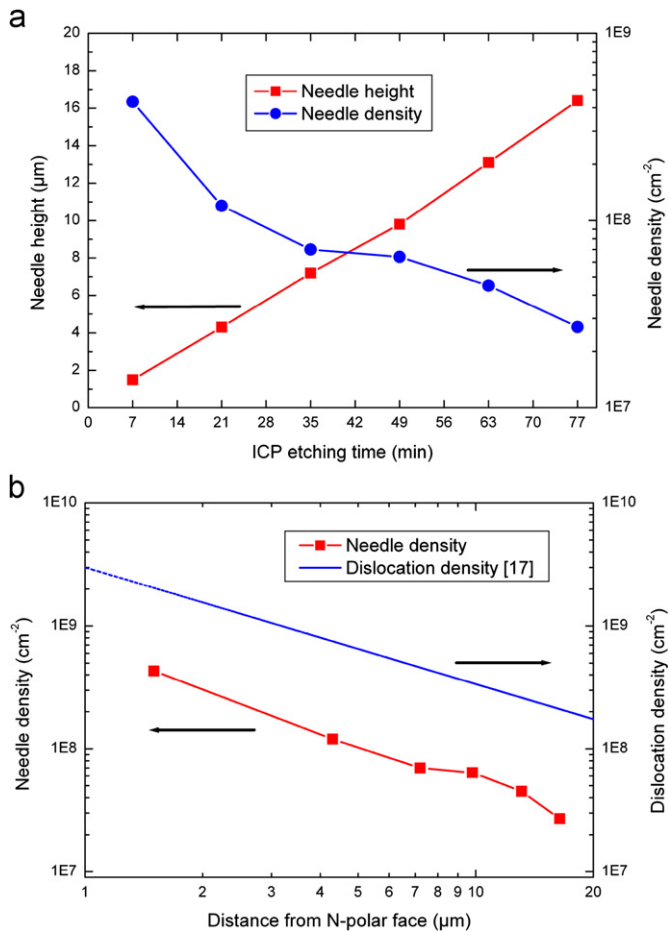 a
20
18
16
14
12
10
8
6
4
2
0
Needle height (µm)
Needle height
Needle density
1E9
1E8
1E7
Needle density (cm-2)
0 7 14 21 28 35 42 49 56 63 70 77
ICP etching time (min)
b
1E10
1E9
1E8
1E7
Needle density (cm-2)
Needle density
Dislocation density [17]
1E10
1E9
1E8
1E7
Dislocation density (cm-2)
1 2 3 4 5 6 7 8 9 10 20
Distance from N-polar face (µm)